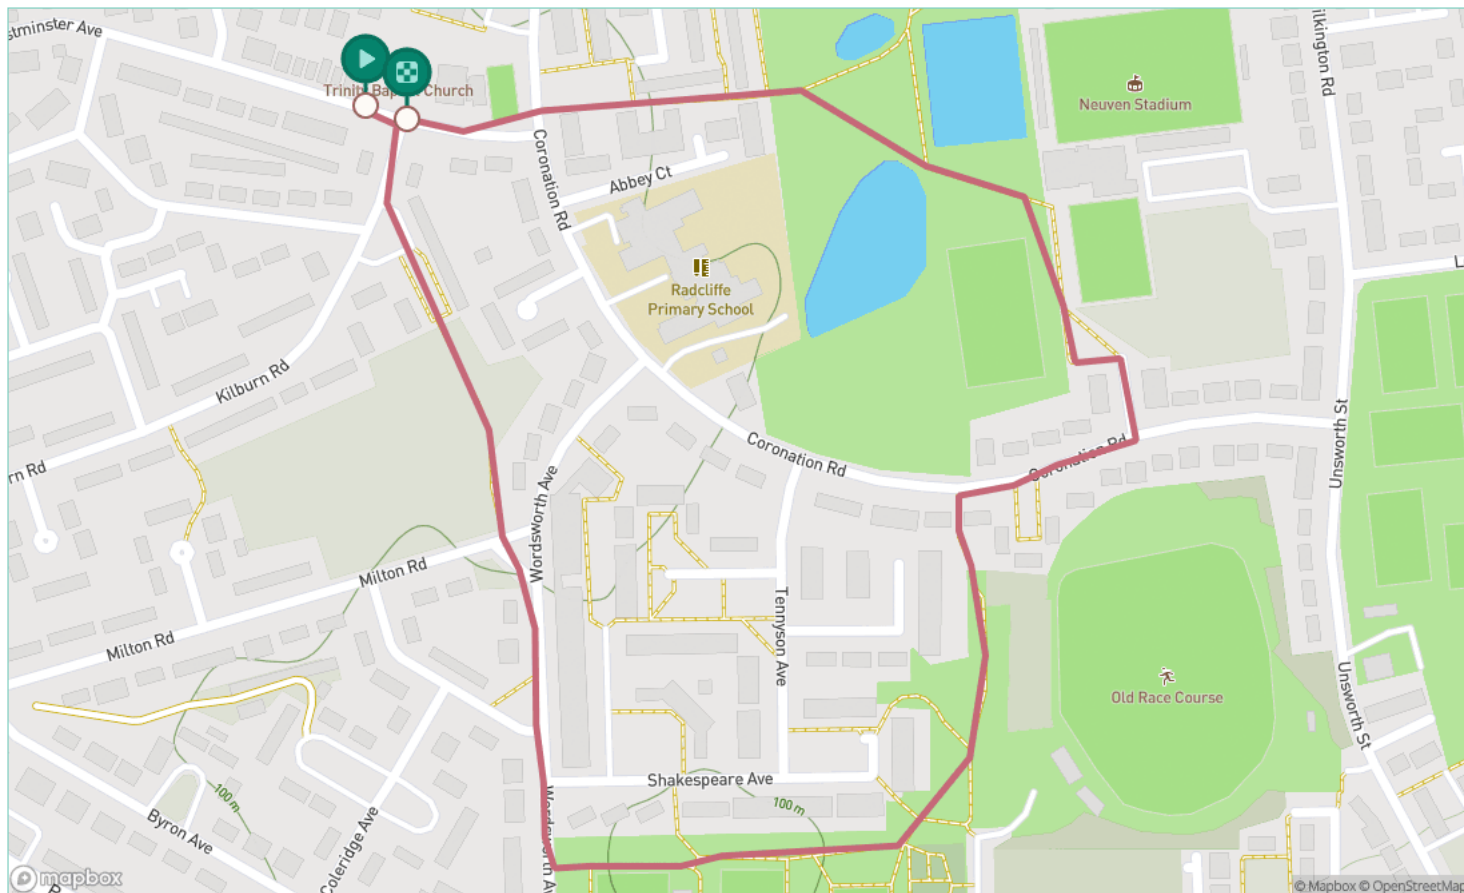 stminster Ave
Trinity Baptist Church
Coronation Rd
Abbey Ct
Radcliffe
Primary School
Neuven Stadium
ilkington Rd
Kilburn Rd
rn Rd
Coronation Rd
Coronation Rd
Unsworth St
Wordsworth Ave
Milton Rd
Milton Rd
Tennyson Ave
Old Race Course
Unsworth St
Shakespeare Ave
100 m
100 m
Byron Ave
Coleridge Ave
Wordsworth Av
mapbox
© Mapbox © OpenStreetMap